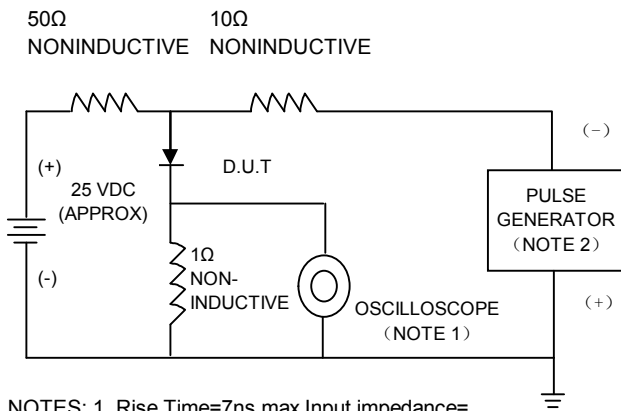 50Ω
NONINDUCTIVE
10Ω
NONINDUCTIVE
(+)
25 VDC
(APPROX)
(-)
D.U.T
1Ω
NON-
INDUCTIVE
OSCILLOSCOPE
（NOTE 1）
（-）
PULSE
GENERATOR
（NOTE 2）
（+）
NOTES: 1. Rise Time=7ns max.Input impedance=